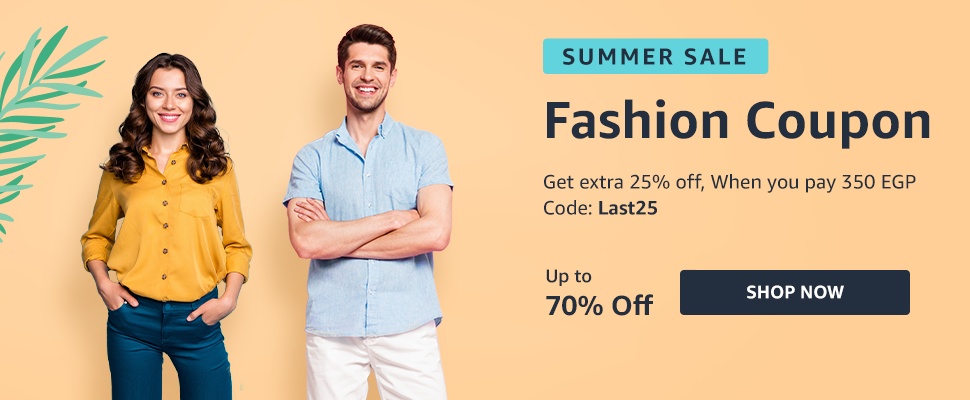 SUMMER SALE
Fashion Coupon
Get extra 25% off, When you pay 350 EGP
Code: Last25
Up to
70% Off
SHOP NOW